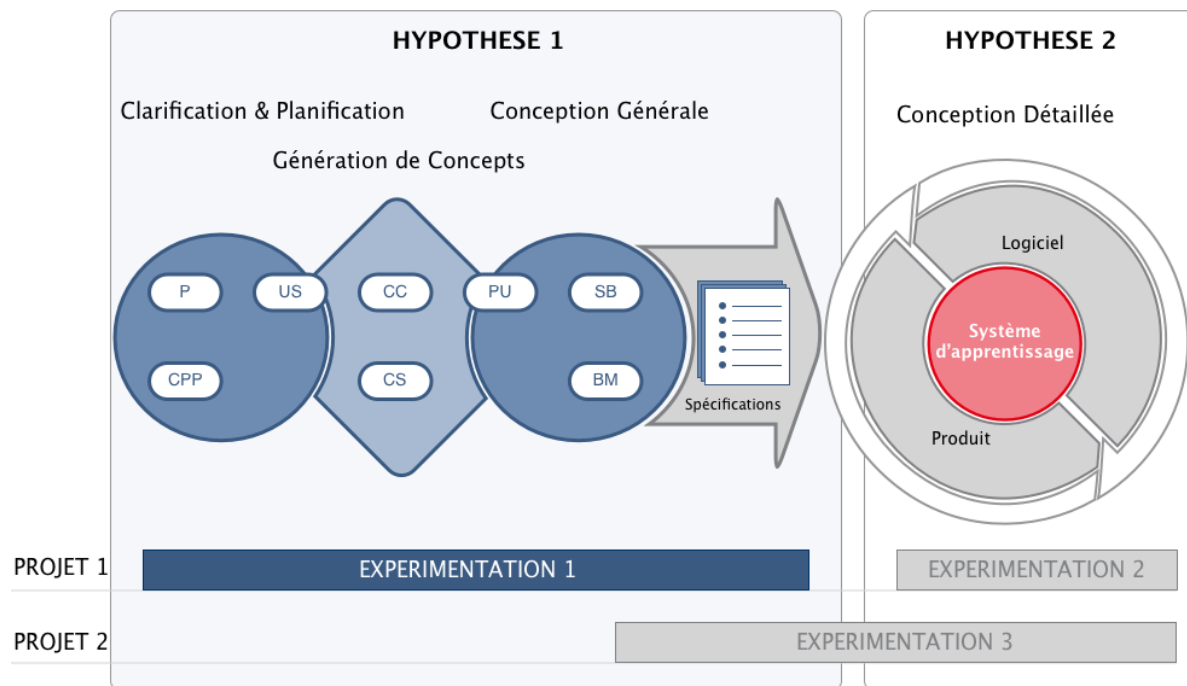 HYPOTHESE 1
HYPOTHESE 2
Clarification & Planification
Conception Générale
Conception Détaillée
Génération de Concepts
Logiciel
P
US
CC
PU
SB
Système
d'apprentissage
CPP
CS
BM
Spécifications
Produit
PROJET 1
EXPERIMENTATION 1
EXPERIMENTATION 2
PROJET 2
EXPERIMENTATION 3